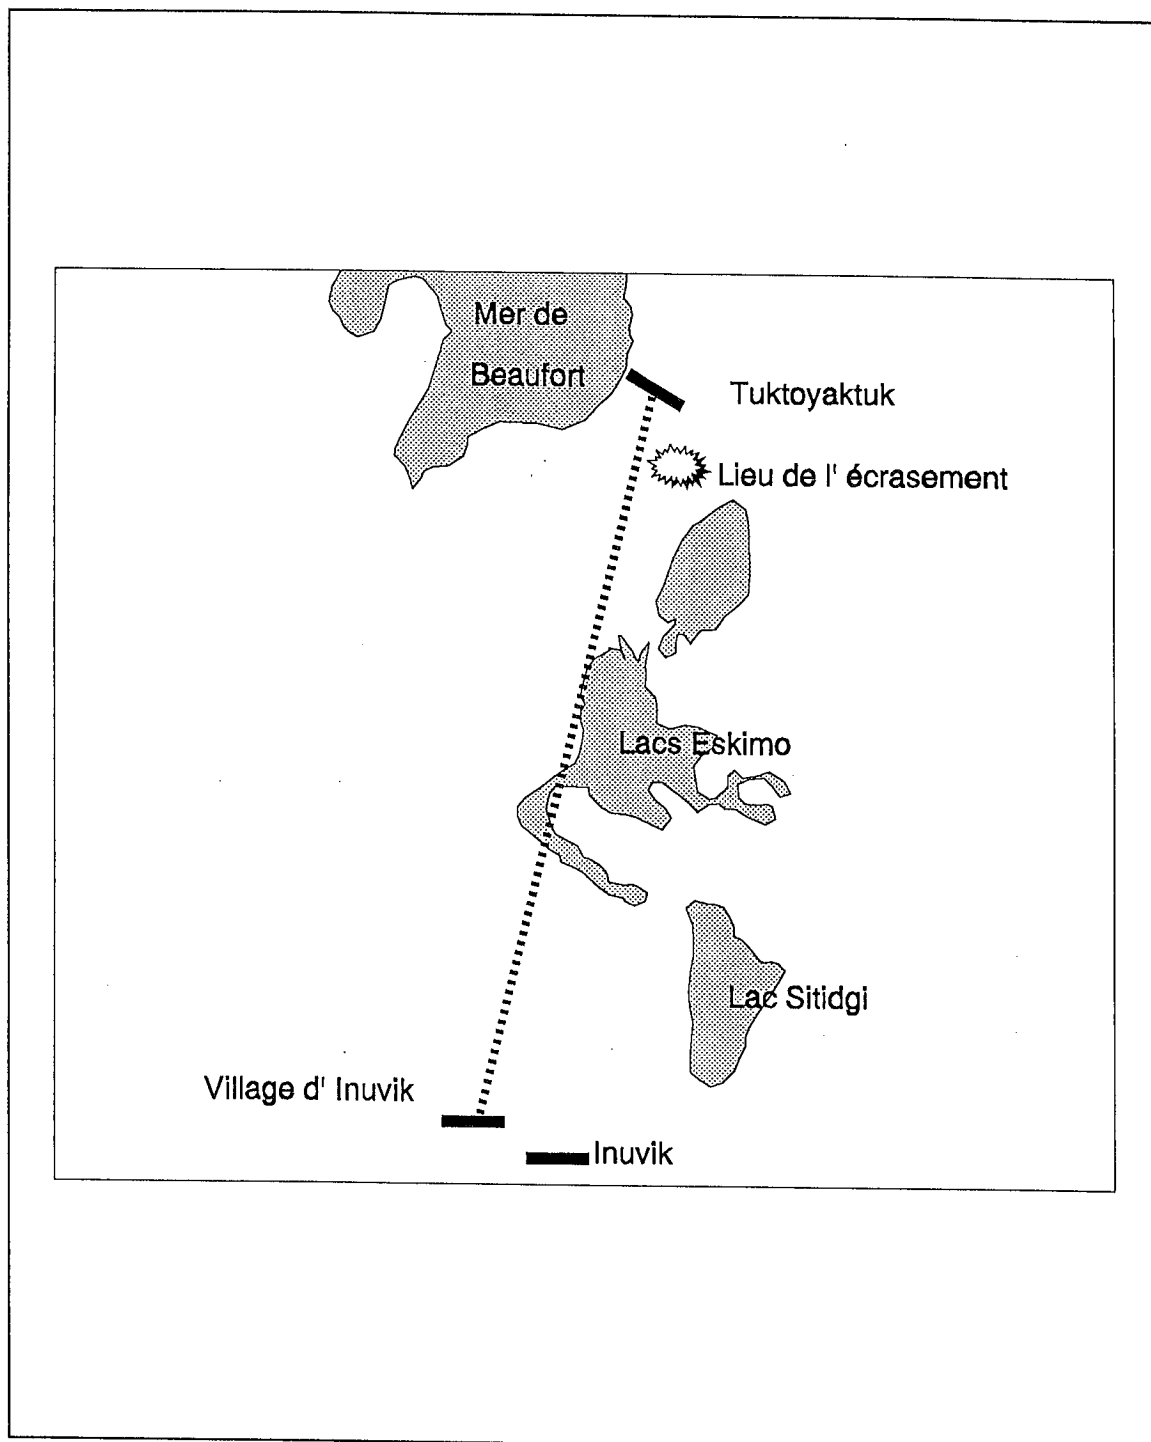 Mer de
Beaufort
Tuktoyaktuk
Lieu de l' écrasement
Lacs Eskimo
Lac Sitidgi
Village d' Inuvik
Inuvik